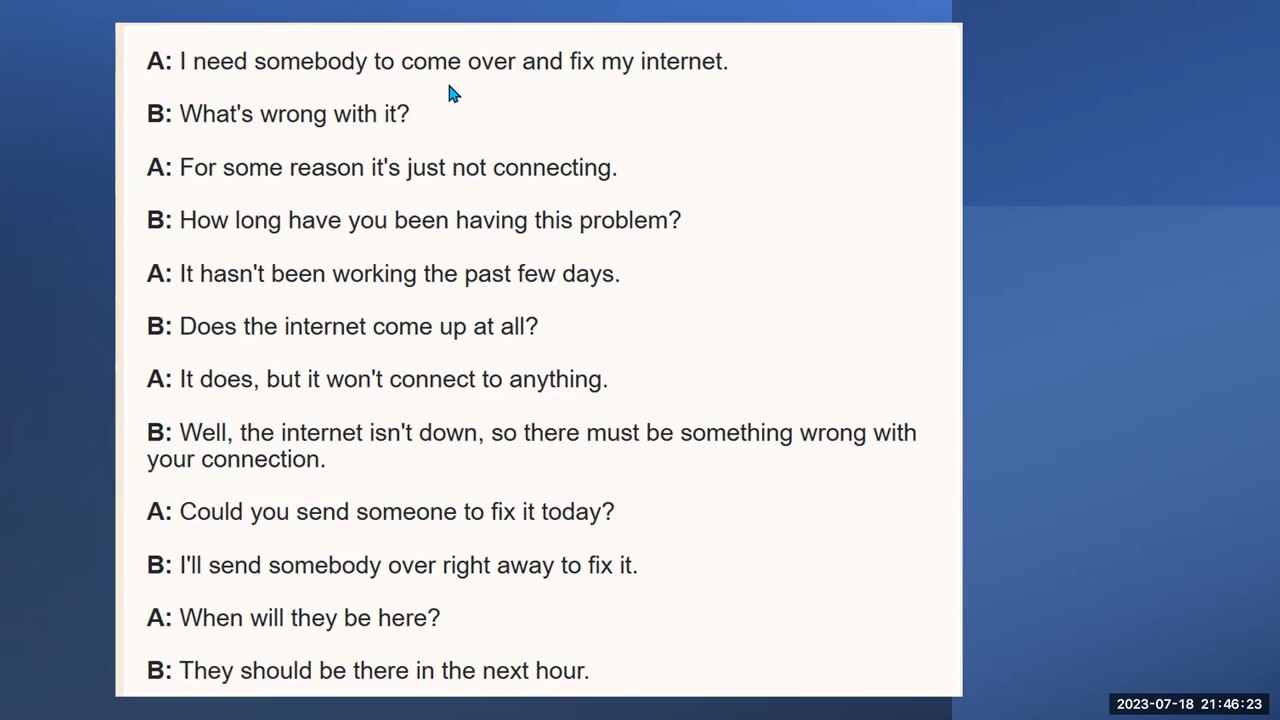 A: I need somebody to come over and fix my internet.
B: What's wrong with it?
A: For some reason it's just not connecting.
B: How long have you been having this problem?
A: It hasn't been working the past few days.
B: Does the internet come up at all?
A: It does, but it won't connect to anything.
B: Well, the internet isn't down, so there must be something wrong with
your connection.
A: Could you send someone to fix it today?
B: I'll send somebody over right away to fix it.
A: When will they be here?
B: They should be there in the next hour.
2023-07-18 21:46:23